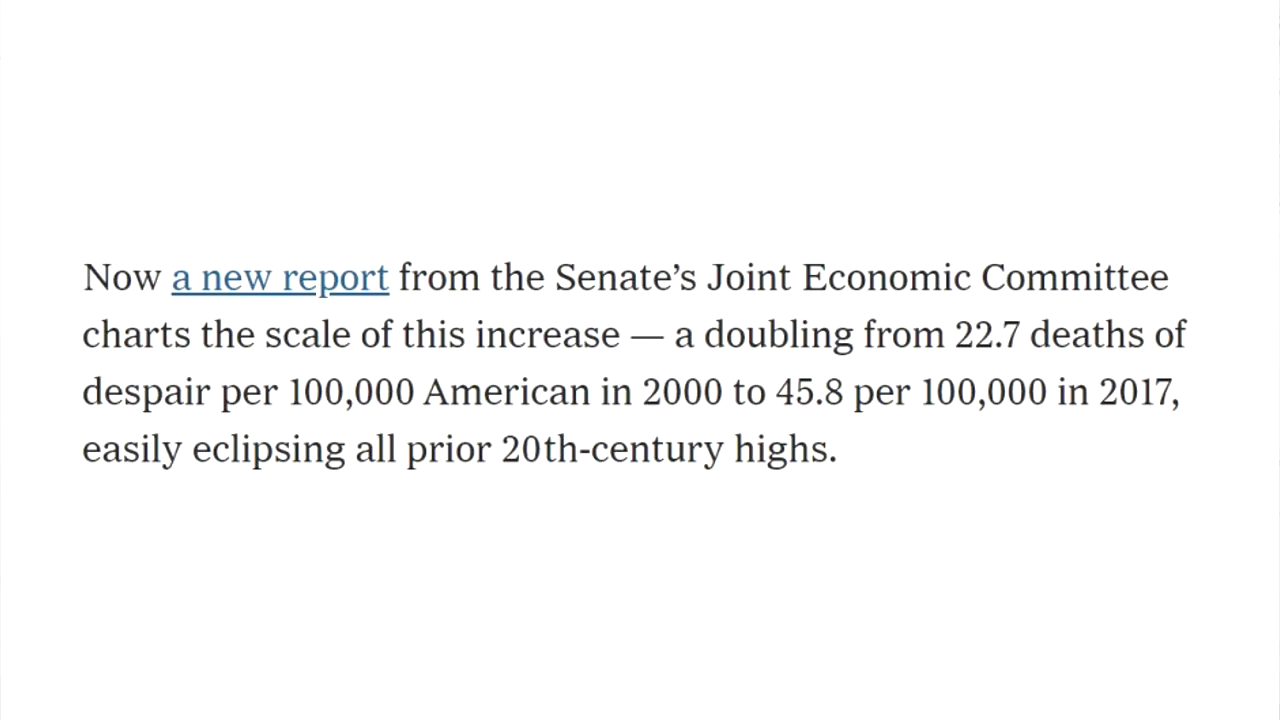 Now a new report from the Senate’s Joint Economic Committee
charts the scale of this increase — a doubling from 22.7 deaths of
despair per 100,000 American in 2000 to 45.8 per 100,000 in 2017,
easily eclipsing all prior 20th-century highs.